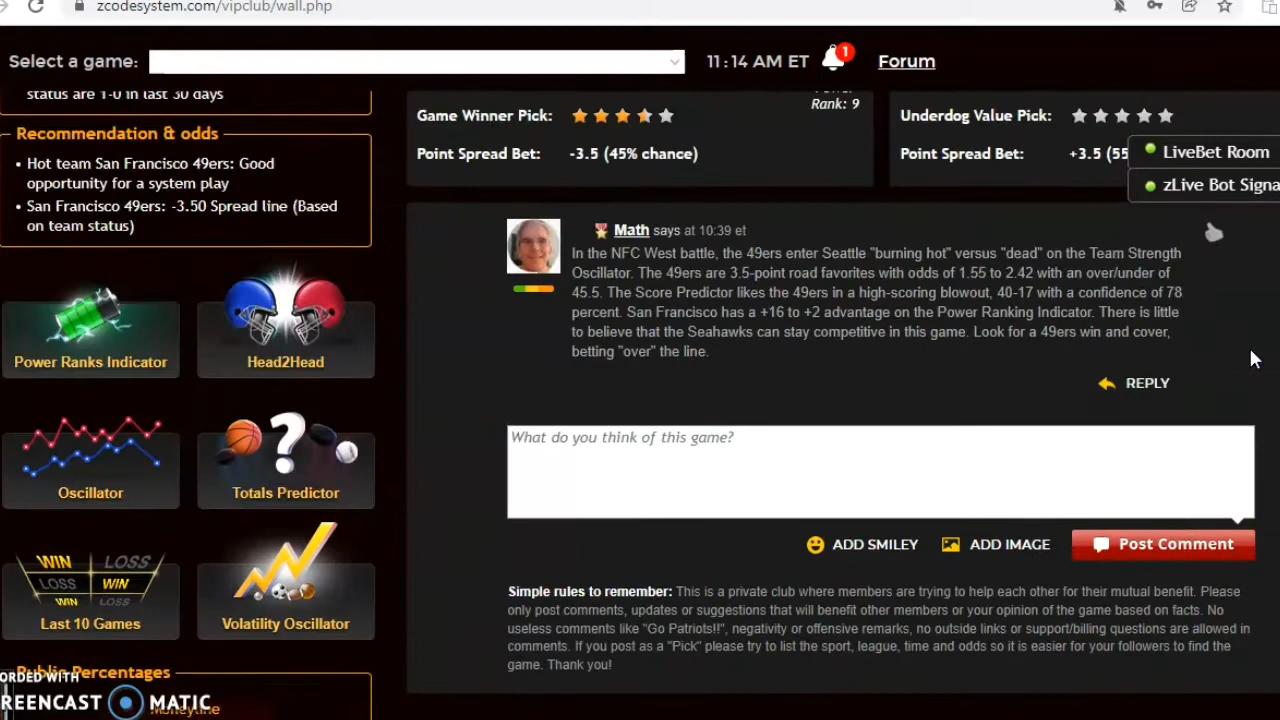 zcodesystem.com/vipclub/wall.php
Select a game:
11:14 AM ET
1
Forum
status are 1-0 in last 30 days
Recommendation & odds
• Hot team San Francisco 49ers: Good
opportunity for a system play
• San Francisco 49ers: -3.50 Spread line (Based
on team status)
Power Ranks Indicator
Head2Head
Oscillator
Totals Predictor
WIN LOSS
LOSS WIN
WIN LOSS
Last 10 Games
Volatility Oscillator
Public Percentages
Moneyline
ORDED WITH
REENCAST MATIC
Rank: 9
Game Winner Pick:
Point Spread Bet: -3.5 (45% chance)
Underdog Value Pick:
Point Spread Bet: +3.5 (55
LiveBet Room
zLive Bot Signa
Math says at 10:39 et
In the NFC West battle, the 49ers enter Seattle "burning hot" versus "dead" on the Team Strength
Oscillator. The 49ers are 3.5-point road favorites with odds of 1.55 to 2.42 with an over/under of
45.5. The Score Predictor likes the 49ers in a high-scoring blowout, 40-17 with a confidence of 78
percent. San Francisco has a +16 to +2 advantage on the Power Ranking Indicator. There is little
to believe that the Seahawks can stay competitive in this game. Look for a 49ers win and cover,
betting "over" the line.
REPLY
What do you think of this game?
ADD SMILEY
ADD IMAGE
Post Comment
Simple rules to remember: This is a private club where members are trying to help each other for their mutual benefit. Please
only post comments, updates or suggestions that will benefit other members or your opinion of the game based on facts. No
useless comments like "Go Patriots!!", negativity or offensive remarks, no outside links or support/billing questions are allowed in
comments. If you post as a "Pick" please try to list the sport, league, time and odds so it is easier for your followers to find the
game. Thank you!